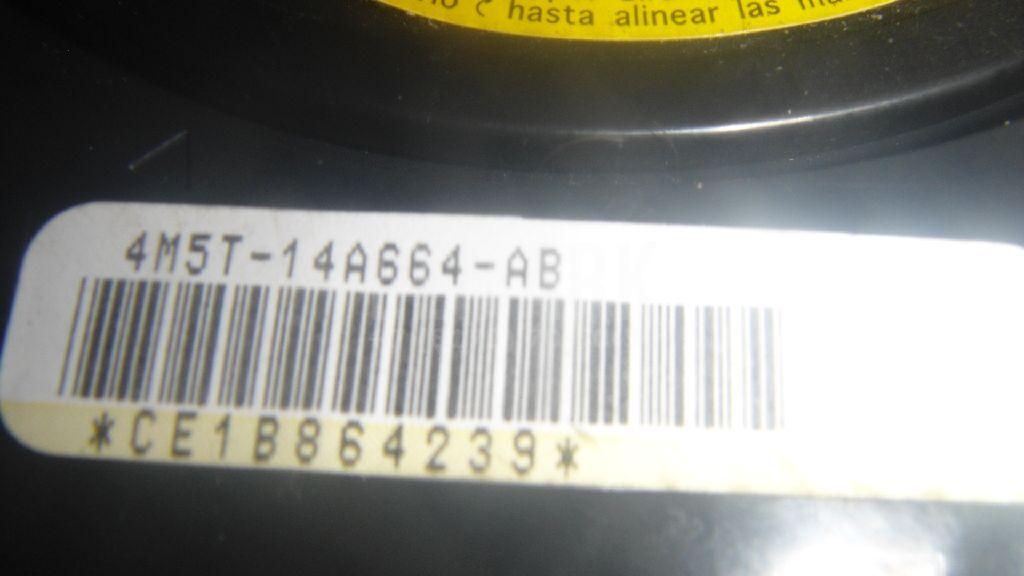 hasta alinear las
4M5T-14A664-AB
*CE1B864239*